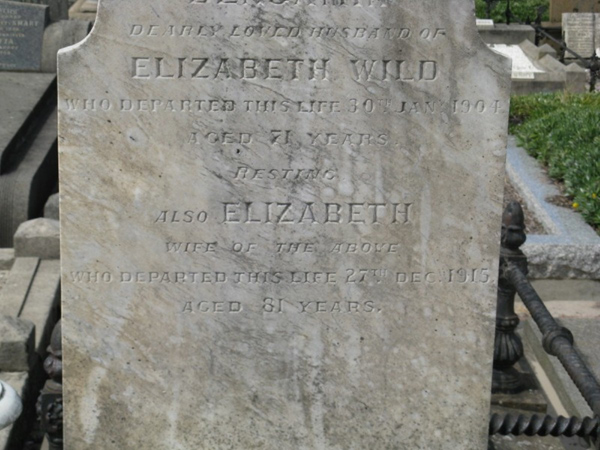 DEARLY LOVED HUSBAND OF
ELIZABETH WILD
WHO DEPARTED THIS LIFE 30TH JAN. 1904
AGED 71 YEARS.
RESTING
ALSO ELIZABETH
WIFE OF THE ABOVE
WHO DEPARTED THIS LIFE 27TH DEC. 1915.
AGED 81 YEARS.